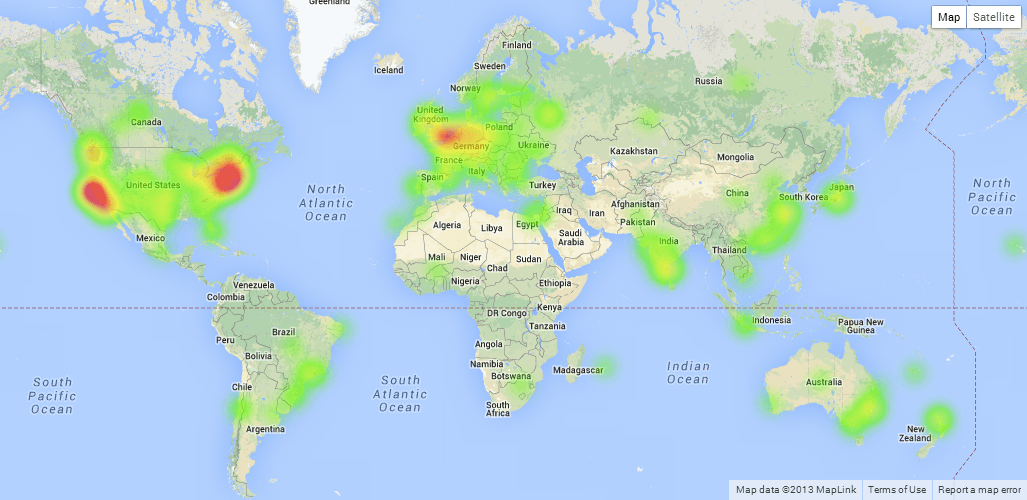 Greenland
Map
Satellite
Iceland
Finland
Sweden
Norway
Russia
Canada
United
Kingdom
Poland
Germany
Ukraine
France
Kazakhstan
Mongolia
Spain
Italy
Turkey
United States
North
Atlantic
Ocean
China
South Korea
Japan
North
Pacific
Ocean
Afghanistan
Iraq
Iran
Pakistan
Algeria
Libya
Egypt
Saudi
Arabia
India
Mexico
Thailand
Mali
Niger
Chad
Sudan
Nigeria
Ethiopia
Venezuela
Colombia
DR Congo
Kenya
Tanzania
Indonesia
Papua New
Guinea
Brazil
Peru
Bolivia
Angola
Namibia
Botswana
Madagascar
Indian
Ocean
Australia
South
Pacific
Ocean
Chile
South
Atlantic
Ocean
South
Africa
Argentina
New
Zealand
Map data ©2013 MapLink
Terms of Use
Report a map error